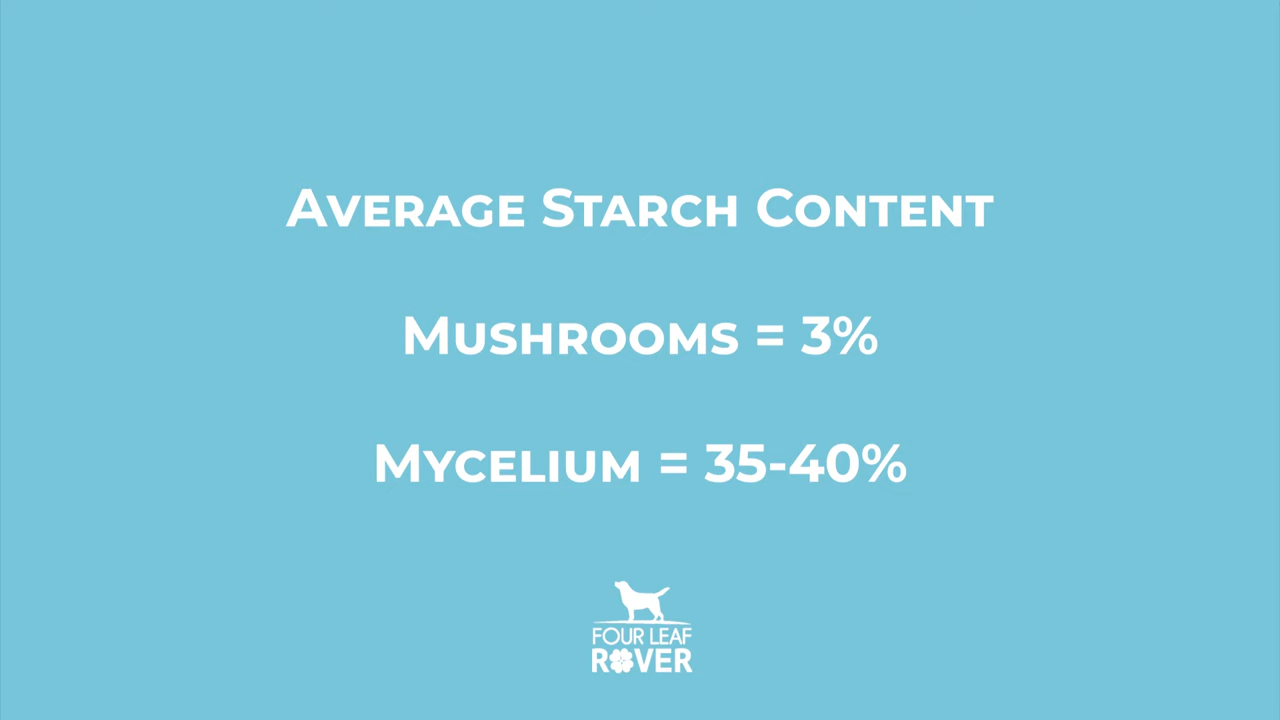 Average Starch Content
Mushrooms = 3%
Mycelium = 35-40%
FOUR LEAF
ROVER